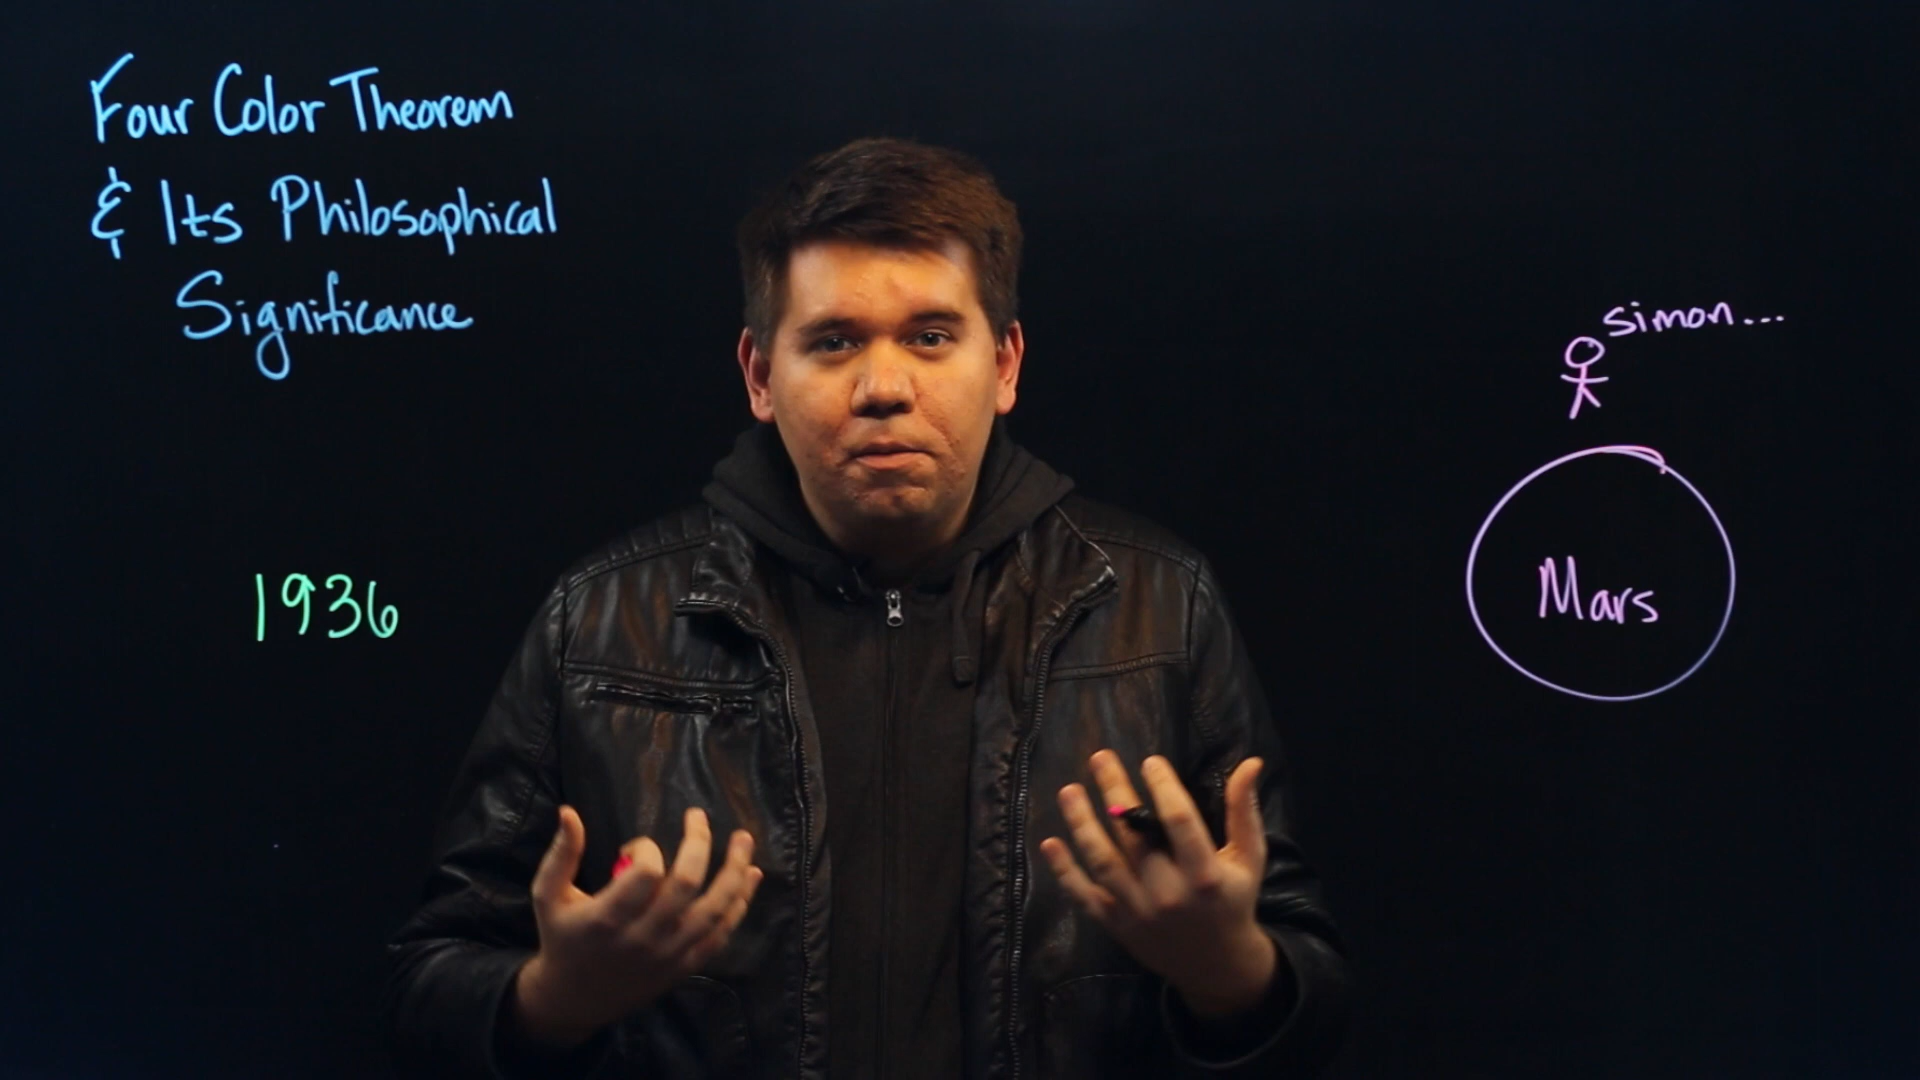 Four Color Theorem
& Its Philosophical
Significance
1936
simon...
Mars